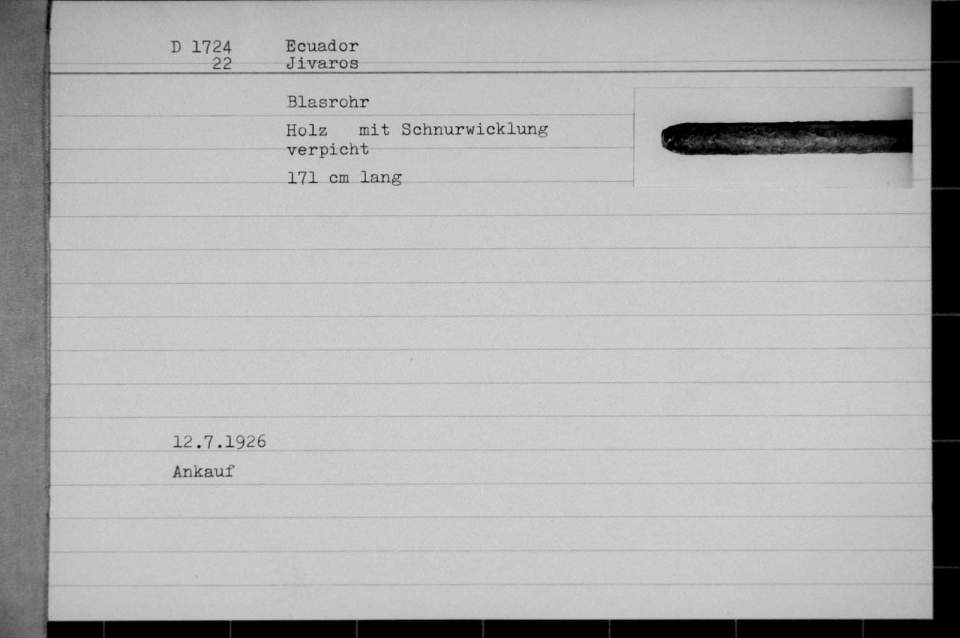 D 1724 Ecuador
22 Jivaros
Blasrohr
Holz mit Schnurwicklung
verpicht
171 cm lang
12.7.1926
Ankauf